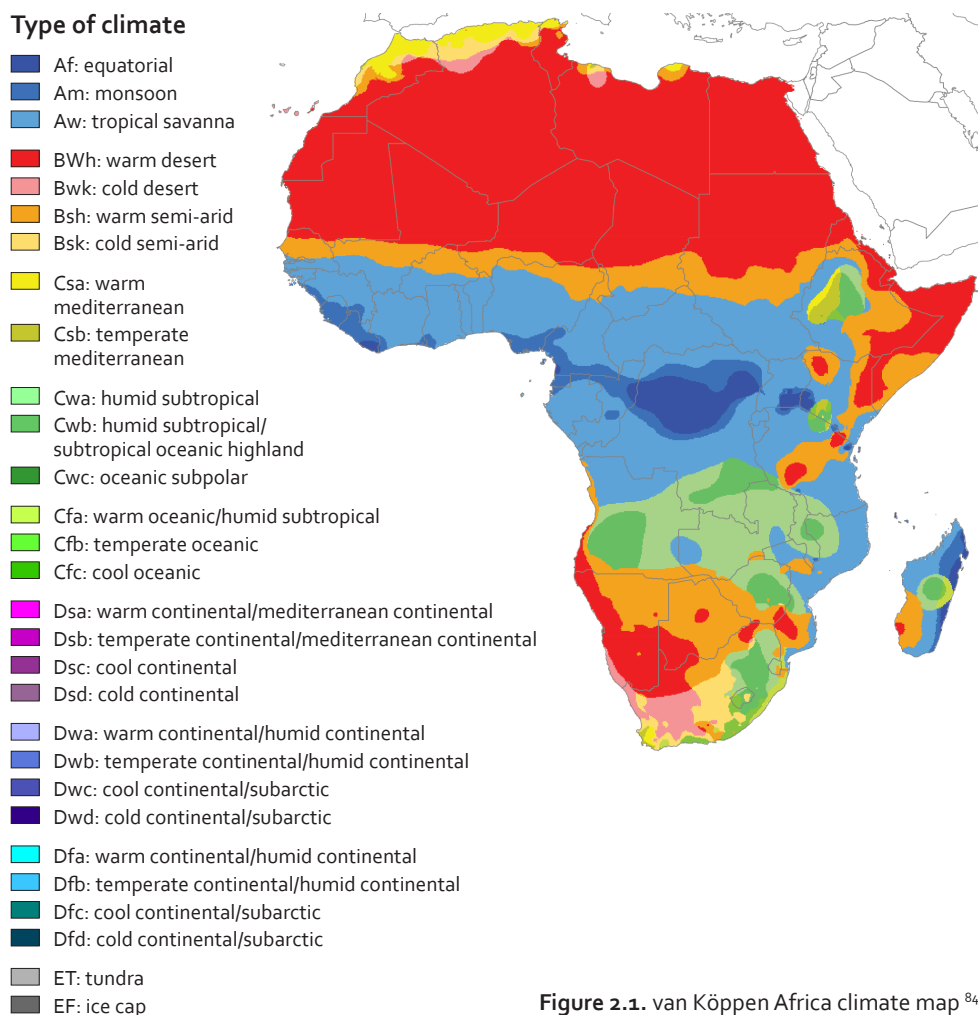 Type of climate
Af: equatorial
Am: monsoon
Aw: tropical savanna
BWh: warm desert
Bwk: cold desert
Bsh: warm semi-arid
Bsk: cold semi-arid
Csa: warm
mediterranean
Csb: temperate
mediterranean
Cwa: humid subtropical
Cwb: humid subtropical/
subtropical oceanic highland
Cwc: oceanic subpolar
Cfa: warm oceanic/humid subtropical
Cfb: temperate oceanic
Cfc: cool oceanic
Dsa: warm continental/mediterranean continental
Dsb: temperate continental/mediterranean continental
Dsc: cool continental
Dsd: cold continental
Dwa: warm continental/humid continental
Dwb: temperate continental/humid continental
Dwc: cool continental/subarctic
Dwd: cold continental/subarctic
Dfa: warm continental/humid continental
Dfb: temperate continental/humid continental
Dfc: cool continental/subarctic
Dfd: cold continental/subarctic
ET: tundra
EF: ice cap
Figure 2.1. van Köppen Africa climate map 84